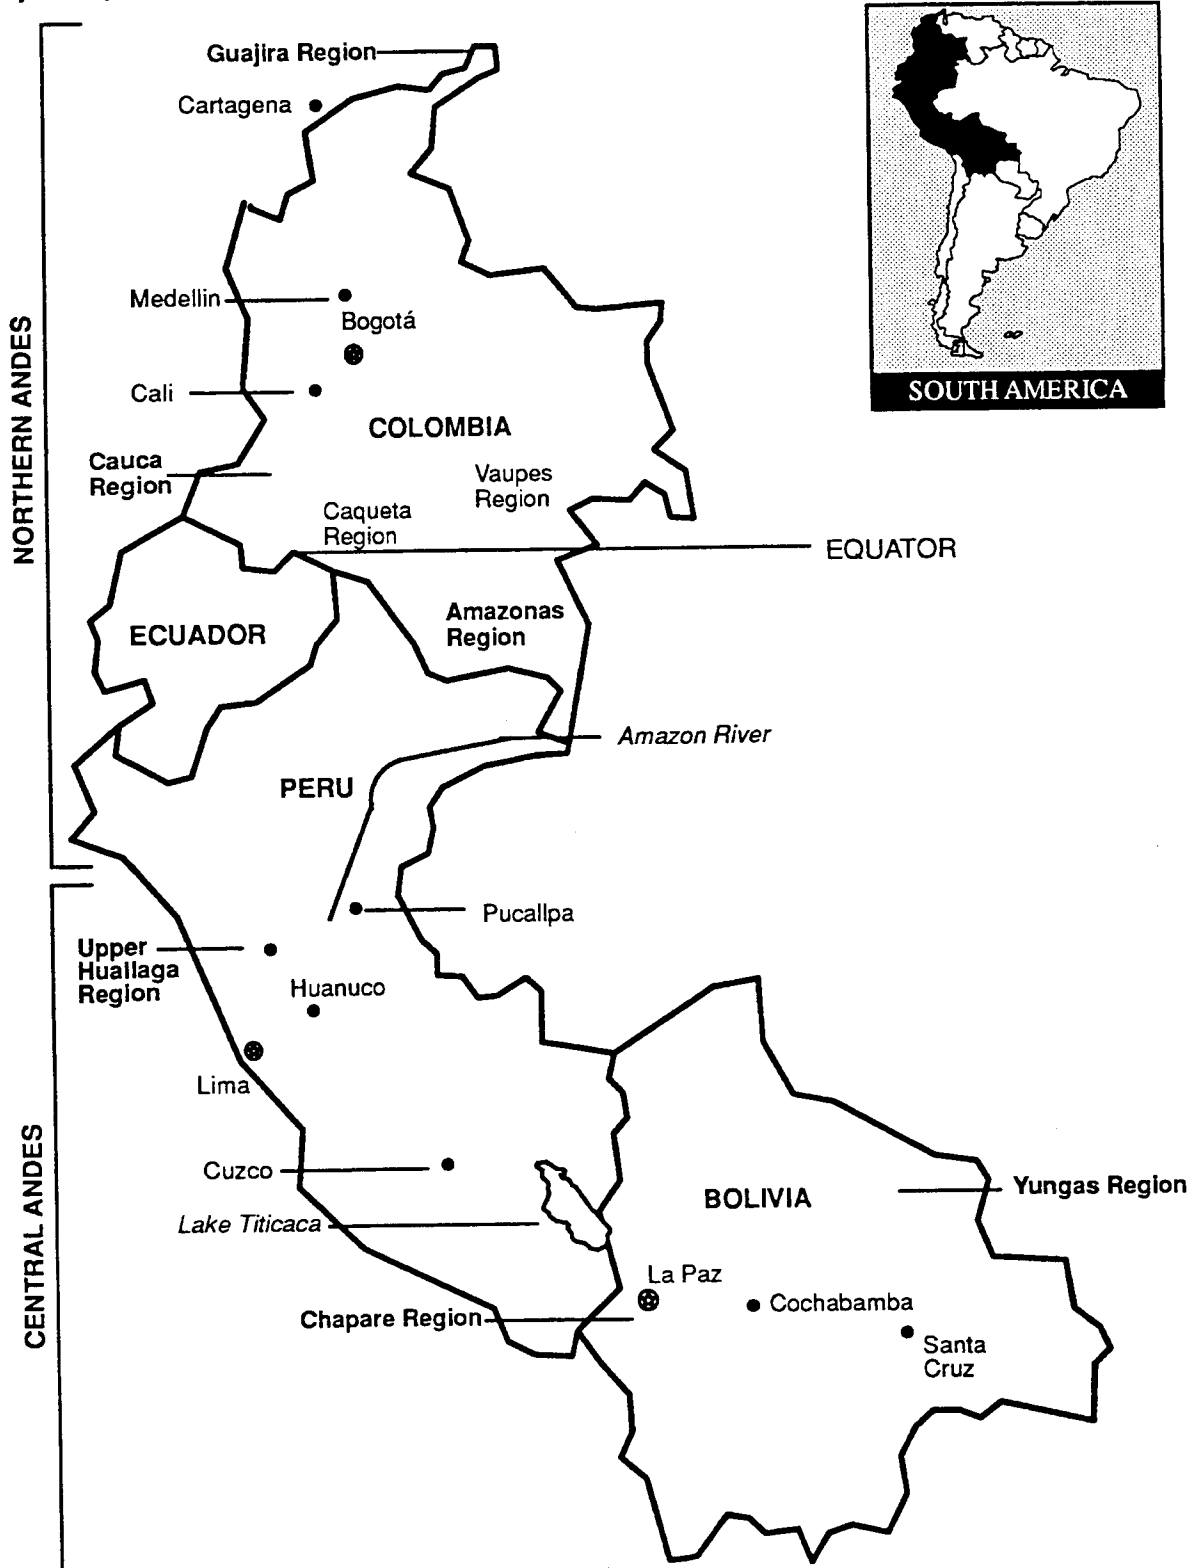 Guajira Region
Cartagena
Medellin
Bogotá
Cali
COLOMBIA
Cauca
Region
Vaupes
Region
Caqueta
Region
EQUATOR
Amazonas
Region
ECUADOR
Amazon River
PERU
Pucallpa
Upper
Huallaga
Region
Huanuco
Lima
Cuzco
Lake Titicaca
BOLIVIA
Yungas Region
La Paz
Chapare Region
Cochabamba
Santa
Cruz
NORTHERN ANDES
CENTRAL ANDES
SOUTH AMERICA